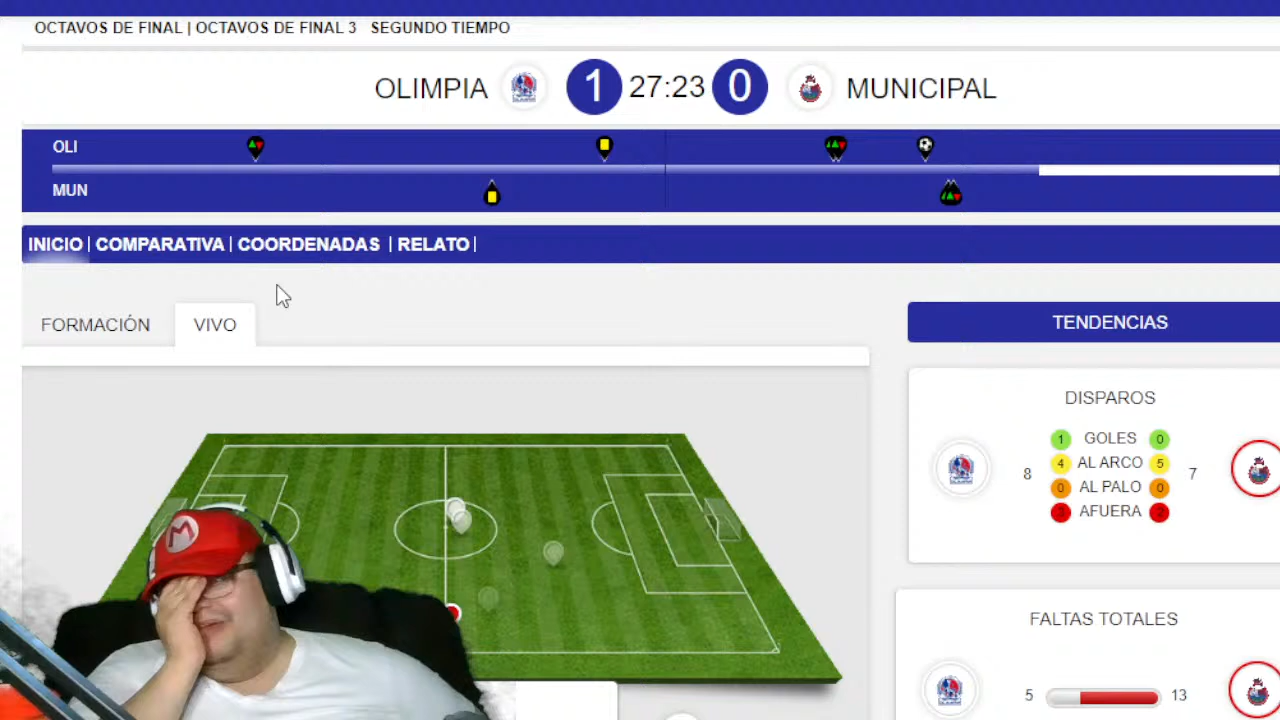 OCTAVOS DE FINAL | OCTAVOS DE FINAL 3 SEGUNDO TIEMPO
OLIMPIA 1 27:23 0 MUNICIPAL
OLI
MUN
INICIO | COMPARATIVA | COORDENADAS | RELATO |
FORMACIÓN VIVO
TENDENCIAS
DISPAROS
1 GOLES 0
4 AL ARCO 5
8 7
0 AL PALO 0
3 AFUERA 2
FALTAS TOTALES
5 13
M